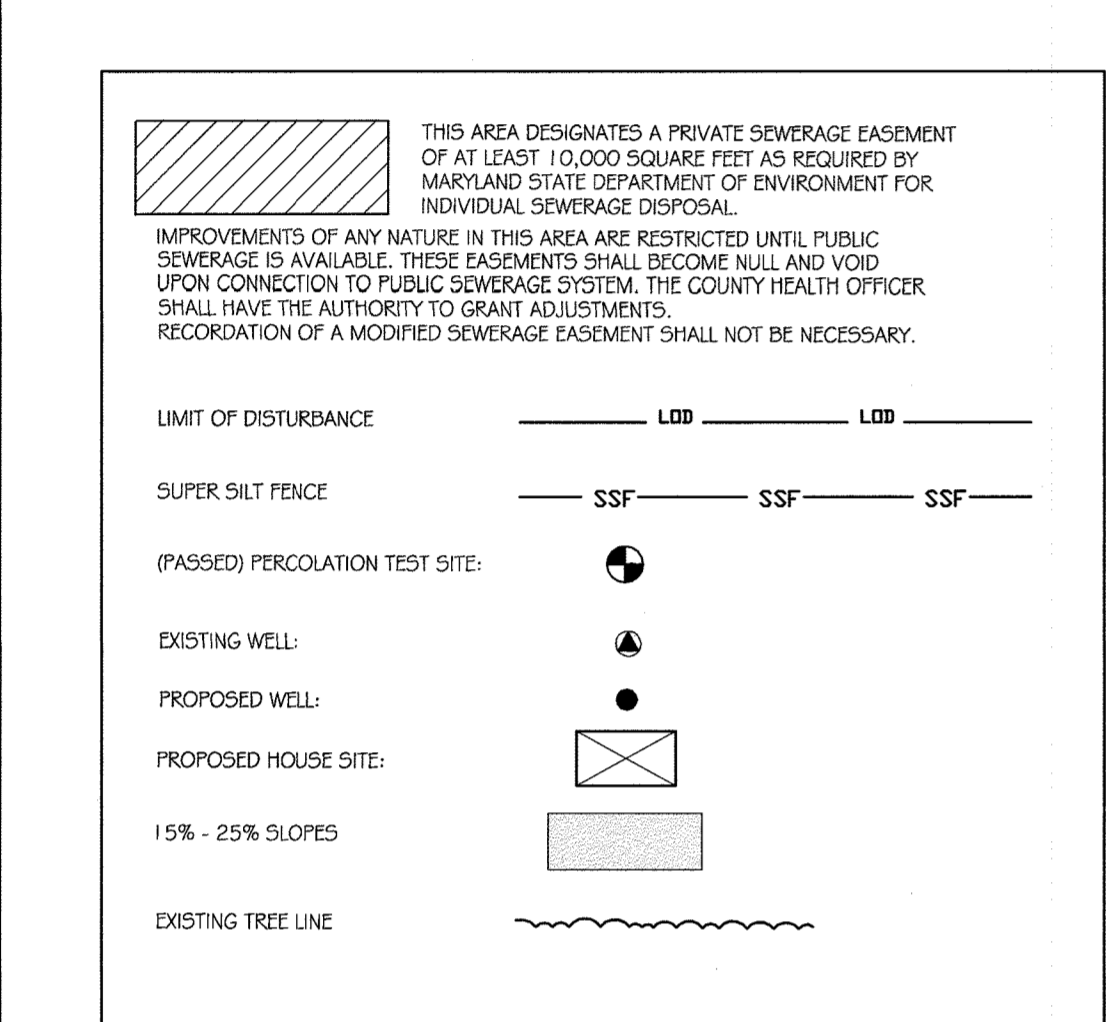 THIS AREA DESIGNATES A PRIVATE SEWERAGE EASEMENT
OF AT LEAST 10,000 SQUARE FEET AS REQUIRED BY
MARYLAND STATE DEPARTMENT OF ENVIRONMENT FOR
INDIVIDUAL SEWERAGE DISPOSAL.
IMPROVEMENTS OF ANY NATURE IN THIS AREA ARE RESTRICTED UNTIL PUBLIC
SEWERAGE IS AVAILABLE. THESE EASEMENTS SHALL BECOME NULL AND VOID
UPON CONNECTION TO PUBLIC SEWERAGE SYSTEM. THE COUNTY HEALTH OFFICER
SHALL HAVE THE AUTHORITY TO GRANT ADJUSTMENTS.
RECORDATION OF A MODIFIED SEWERAGE EASEMENT SHALL NOT BE NECESSARY.
LIMIT OF DISTURBANCE LOD LOD
SUPER SILT FENCE SSF SSF SSF
(PASSED) PERCOLATION TEST SITE:
EXISTING WELL:
PROPOSED WELL:
PROPOSED HOUSE SITE:
15% - 25% SLOPES
EXISTING TREE LINE